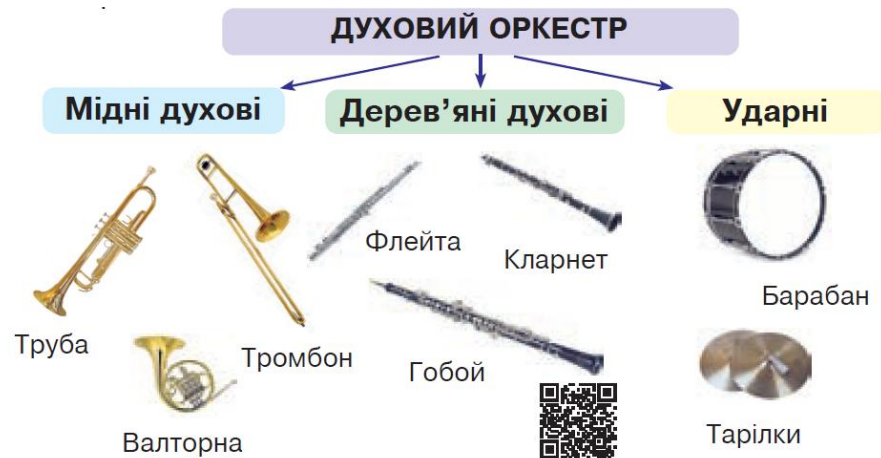 ДУХОВИЙ ОРКЕСТР
Мідні духові
Дерев’яні духові
Ударні
Труба
Тромбон
Валторна
Флейта
Кларнет
Гобой
Барабан
Тарілки